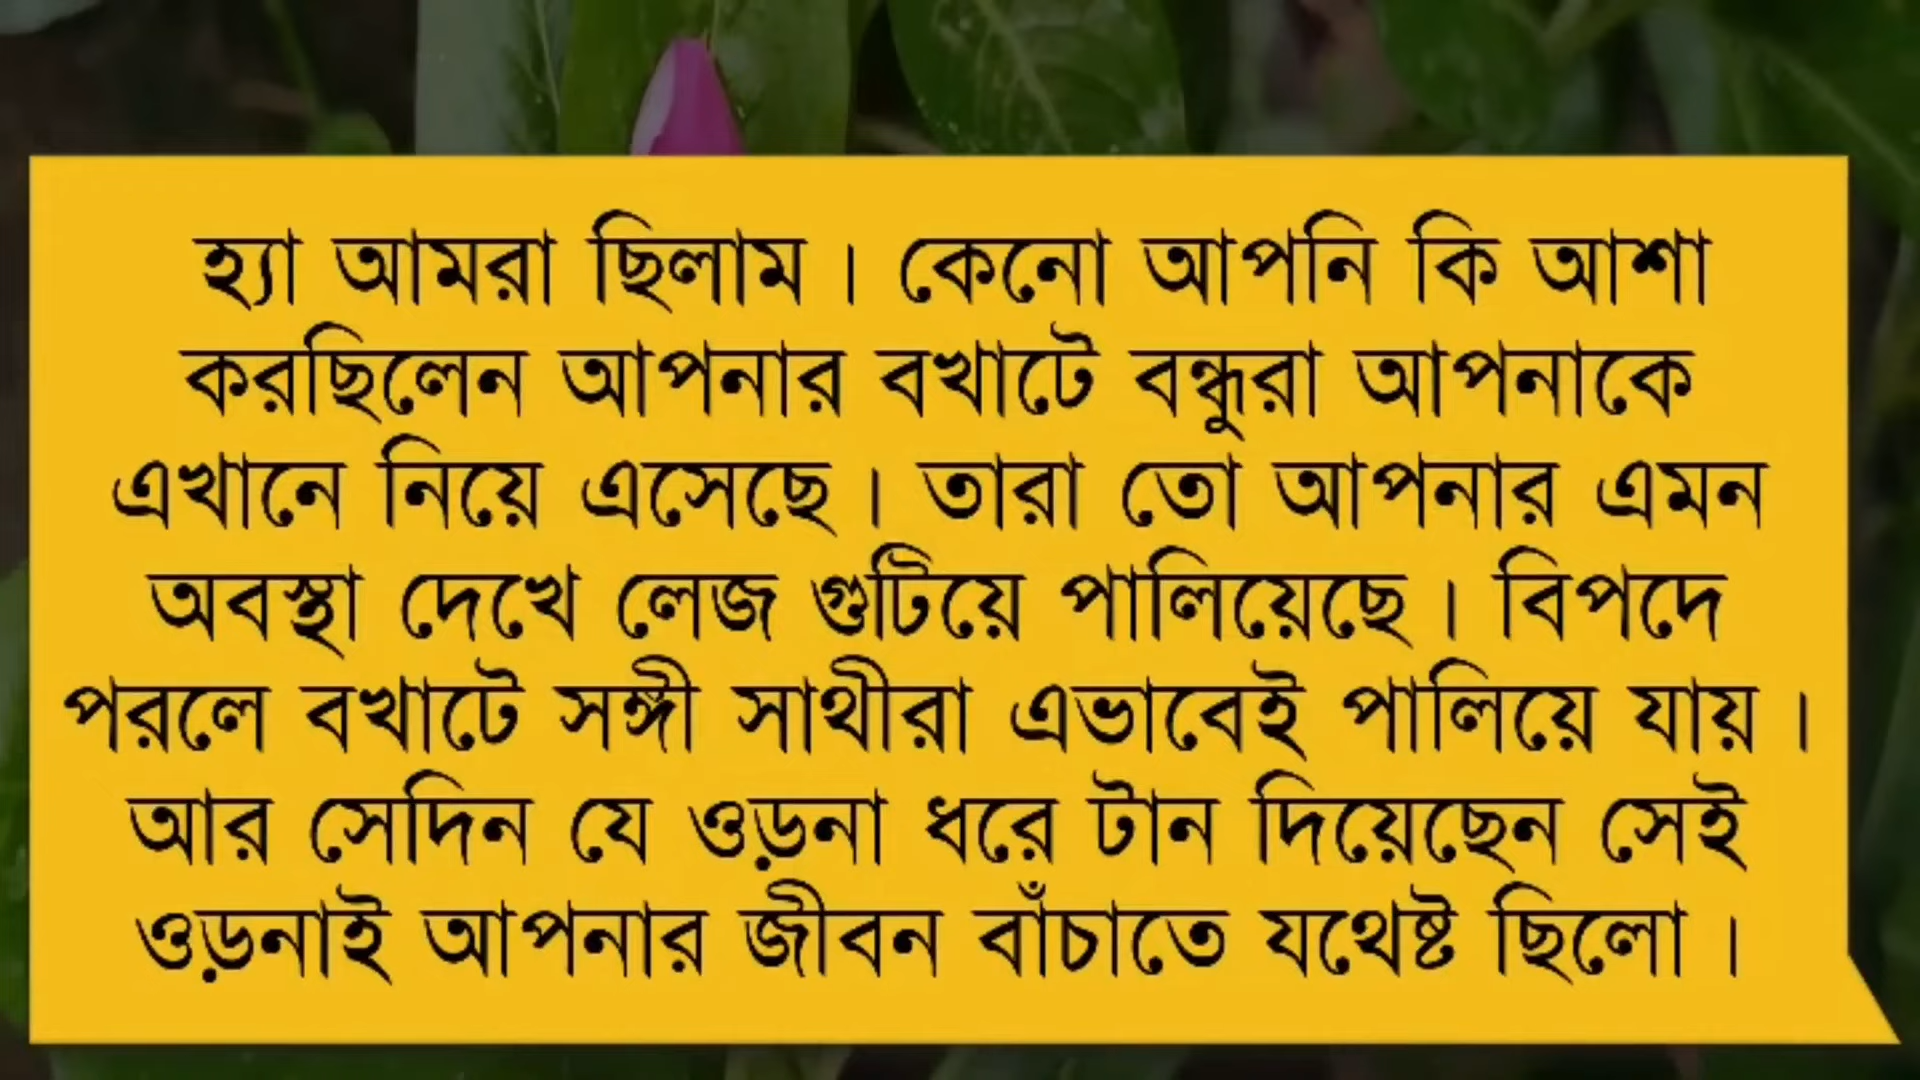 হ্যা আমরা ছিলাম। কেনো আপনি কি আশা
করছিলেন আপনার বখাটে বন্ধুরা আপনাকে
এখানে নিয়ে এসেছে। তারা তো আপনার এমন
অবস্থা দেখে লেজ গুটিয়ে পালিয়েছে। বিপদে
পরলে বখাটে সঙ্গী সাথীরা এভাবেই পালিয়ে যায়।
আর সেদিন যে ওড়না ধরে টান দিয়েছেন সেই
ওড়নাই আপনার জীবন বাঁচাতে যথেষ্ট ছিলো।